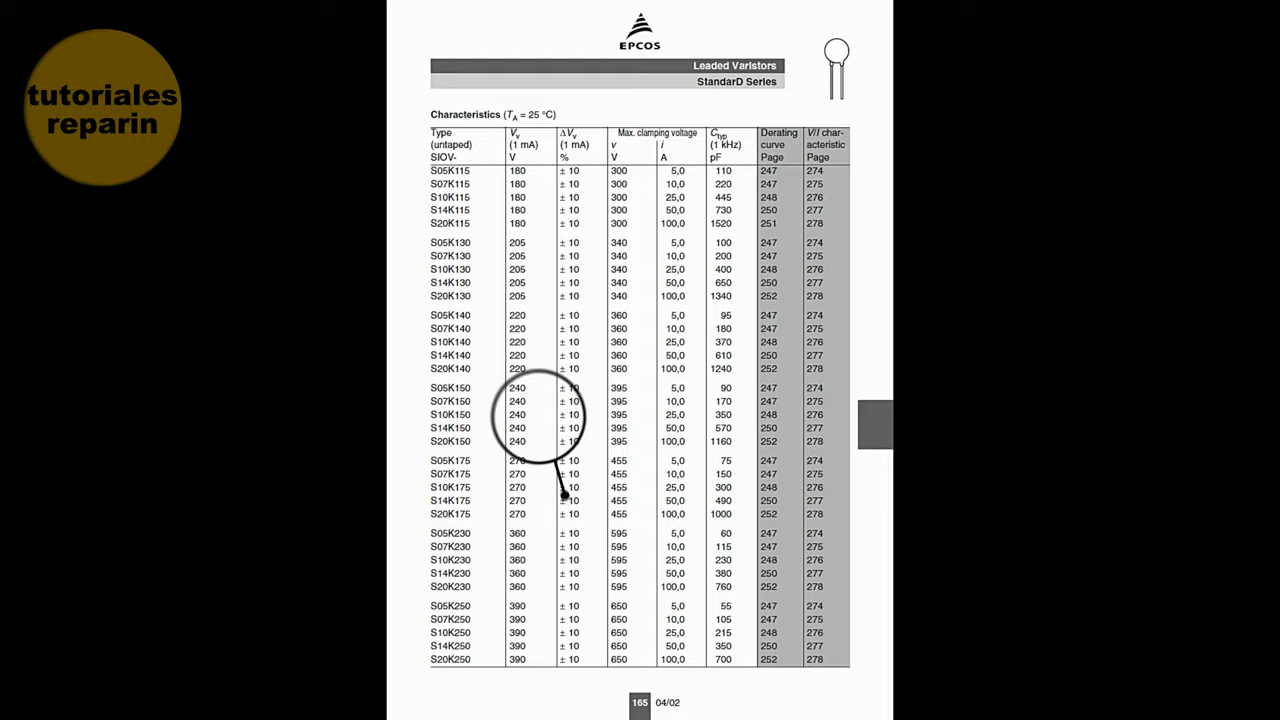 tutoriales
reparin
EPCOS
Leaded Varistors
StandarD Series
Characteristics (TA = 25 °C)
Type Vv ΔVv Max. clamping voltage Ctyp Derating V/I char-
(untaped) (1 mA) (1 mA) v i (1 kHz) curve acteristic
SIOV- V % V A pF Page Page
S05K115 180 ± 10 300 5,0 110 247 274
S07K115 180 ± 10 300 10,0 220 247 275
S10K115 180 ± 10 300 25,0 445 248 276
S14K115 180 ± 10 300 50,0 730 250 277
S20K115 180 ± 10 300 100,0 1520 251 278
S05K130 205 ± 10 340 5,0 100 247 274
S07K130 205 ± 10 340 10,0 200 247 275
S10K130 205 ± 10 340 25,0 400 248 276
S14K130 205 ± 10 340 50,0 650 250 277
S20K130 205 ± 10 340 100,0 1340 252 278
S05K140 220 ± 10 360 5,0 95 247 274
S07K140 220 ± 10 360 10,0 180 247 275
S10K140 220 ± 10 360 25,0 370 248 276
S14K140 220 ± 10 360 50,0 610 250 277
S20K140 220 ± 10 360 100,0 1240 252 278
S05K150 240 ± 10 395 5,0 90 247 274
S07K150 240 ± 10 395 10,0 170 247 275
S10K150 240 ± 10 395 25,0 350 248 276
S14K150 240 ± 10 395 50,0 570 250 277
S20K150 240 ± 10 395 100,0 1160 252 278
S05K175 270 ± 10 455 5,0 75 247 274
S07K175 270 ± 10 455 10,0 150 247 275
S10K175 270 ± 10 455 25,0 300 248 276
S14K175 270 ± 10 455 50,0 490 250 277
S20K175 270 ± 10 455 100,0 1000 252 278
S05K230 360 ± 10 595 5,0 60 247 274
S07K230 360 ± 10 595 10,0 115 247 275
S10K230 360 ± 10 595 25,0 230 248 276
S14K230 360 ± 10 595 50,0 380 250 277
S20K230 360 ± 10 595 100,0 760 252 278
S05K250 390 ± 10 650 5,0 55 247 274
S07K250 390 ± 10 650 10,0 105 247 275
S10K250 390 ± 10 650 25,0 215 248 276
S14K250 390 ± 10 650 50,0 350 250 277
S20K250 390 ± 10 650 100,0 700 252 278
165 04/02